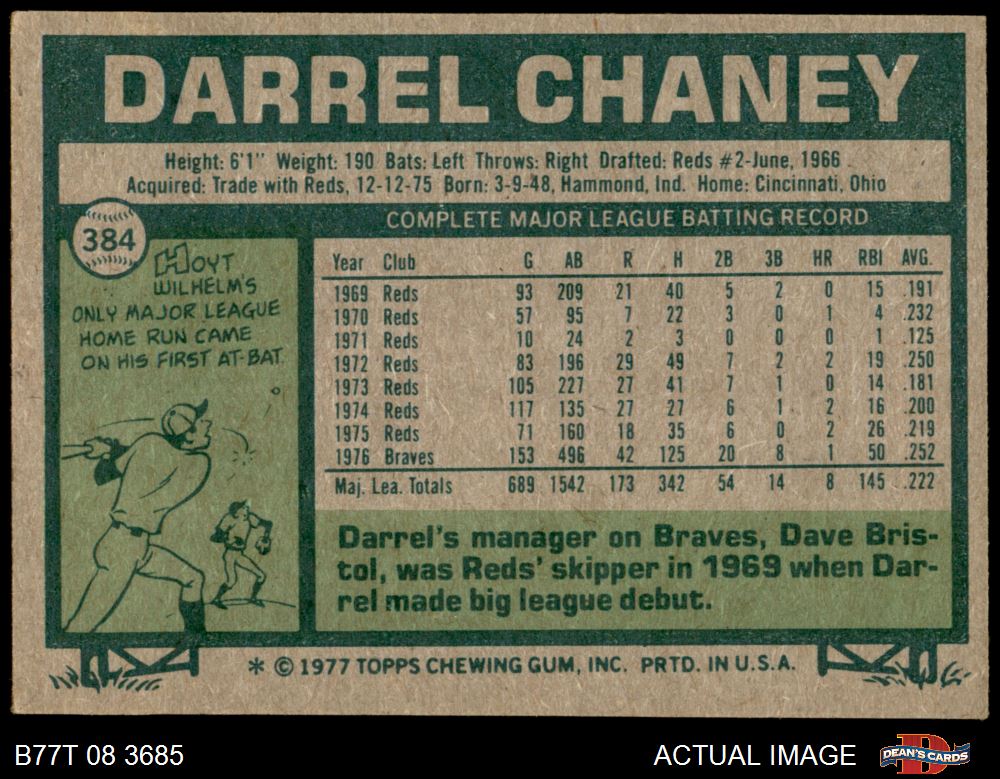 DARREL CHANEY
Height: 6'1" Weight: 190 Bats: Left Throws: Right Drafted: Reds #2-June, 1966
Acquired: Trade with Reds, 12-12-75 Born: 3-9-48, Hammond, Ind. Home: Cincinnati, Ohio
COMPLETE MAJOR LEAGUE BATTING RECORD
384
HOYT
WILHELM'S
ONLY MAJOR LEAGUE
HOME RUN CAME
ON HIS FIRST AT-BAT.
Year Club G AB R H 2B 3B HR RBI AVG.
1969 Reds 93 209 21 40 5 2 0 15 .191
1970 Reds 57 95 7 22 3 0 1 4 .232
1971 Reds 10 24 2 3 0 0 0 1 .125
1972 Reds 83 196 29 49 7 2 2 19 .250
1973 Reds 105 227 27 41 7 1 0 14 .181
1974 Reds 117 135 27 27 6 1 2 16 .200
1975 Reds 71 160 18 35 6 0 2 26 .219
1976 Braves 153 496 42 125 20 8 1 50 .252
Maj. Lea. Totals 689 1542 173 342 54 14 8 145 .222
Darrel's manager on Braves, Dave Bris-
tol, was Reds' skipper in 1969 when Dar-
rel made big league debut.
* © 1977 TOPPS CHEWING GUM, INC. PRTD. IN U.S.A.
B77T 08 3685
ACTUAL IMAGE
DEAN'S CARDS